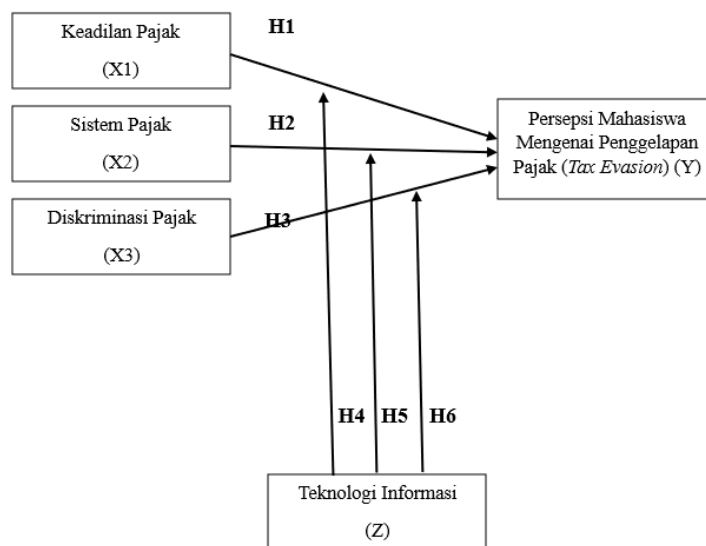 Keadilan Pajak
(X1)
H1
Sistem Pajak
(X2)
H2
Diskriminasi Pajak
(X3)
H3
Persepsi Mahasiswa
Mengenai Penggelapan
Pajak (Tax Evasion) (Y)
H4
H5
H6
Teknologi Informasi
(Z)